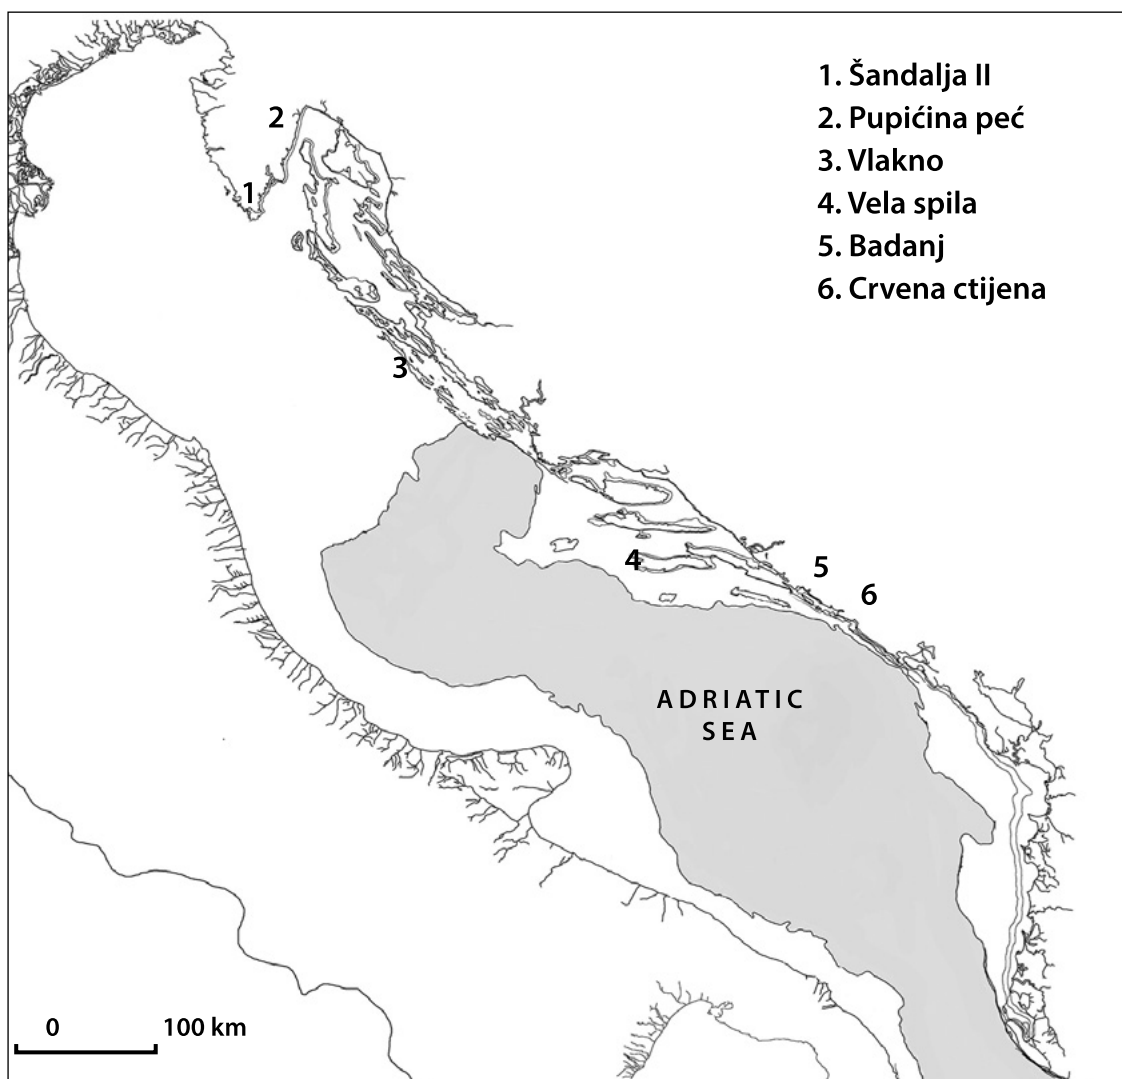 1. Šandalja II
2. Pupićina peć
3. Vlakno
4. Vela spila
5. Badanj
6. Crvena ctijena
2
1
3
4
5
6
ADRIATIC
SEA
0 100 km